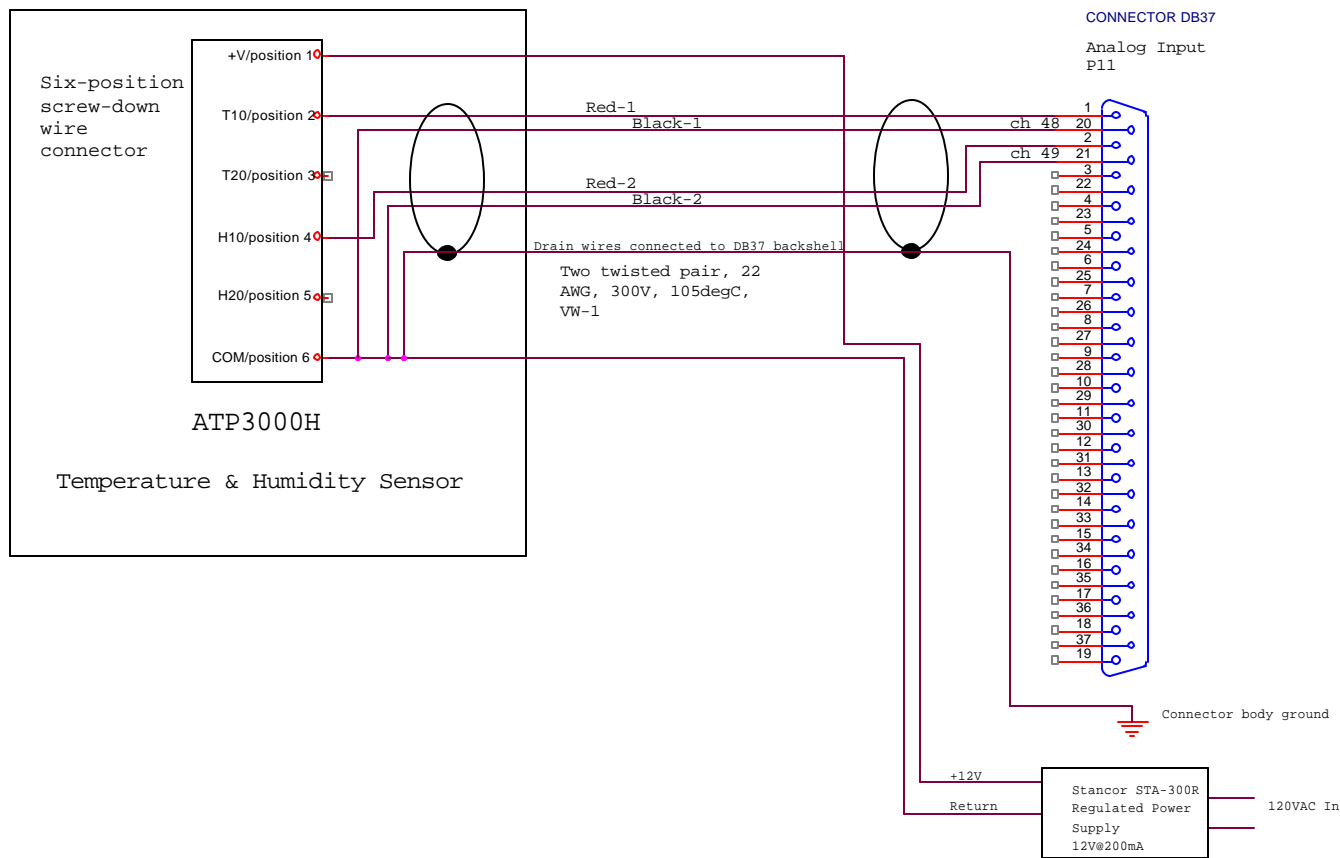 CONNECTOR DB37
Analog Input
P11
Six-position
screw-down
wire
connector
+V/position 1
T10/position 2
T20/position 3
H10/position 4
H20/position 5
COM/position 6
ATP3000H
Temperature & Humidity Sensor
Red-1
Black-1
Red-2
Black-2
Drain wires connected to DB37 backshell
Two twisted pair, 22
AWG, 300V, 105degC,
VW-1
ch 48
ch 49
1
20
2
21
3
22
4
23
5
24
6
25
7
26
8
27
9
28
10
29
11
30
12
31
13
32
14
33
15
34
16
35
17
36
18
37
19
Connector body ground
+12V
Return
Stancor STA-300R
Regulated Power
Supply
12V@200mA
120VAC In